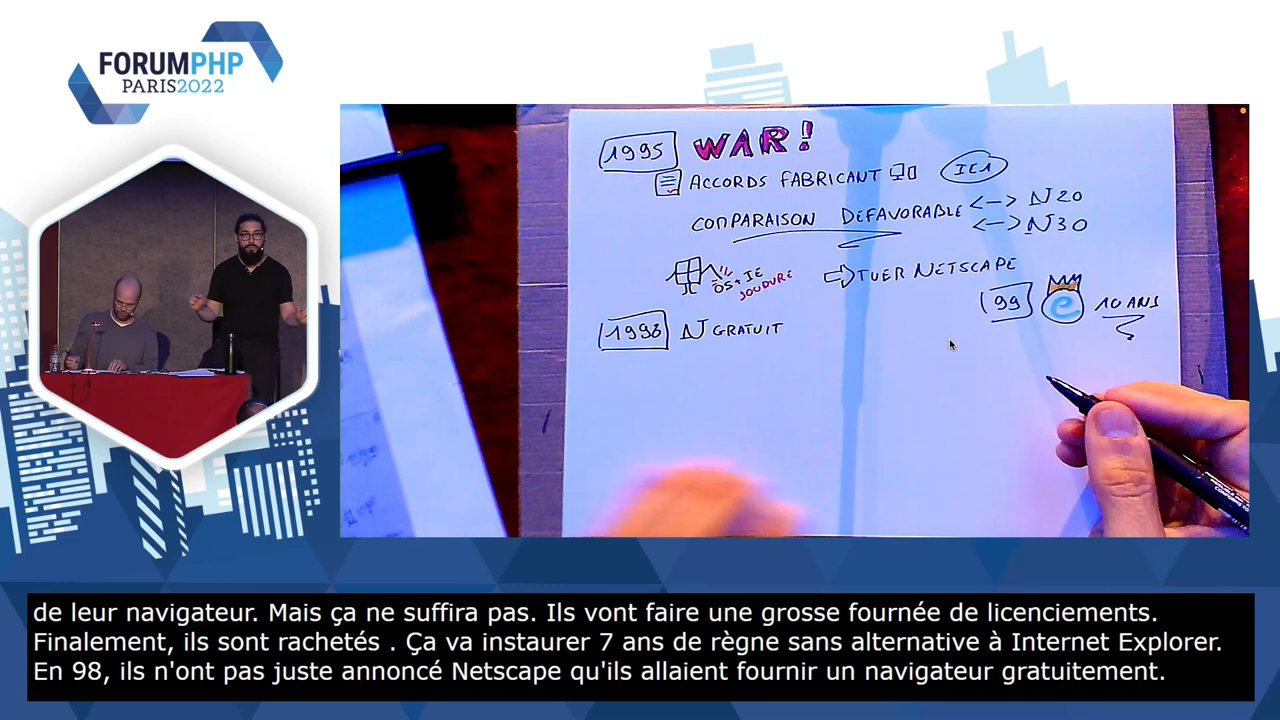 FORUMPHP
PARIS2022
1995 WAR!
ACCORDS FABRICANT IE1
COMPARAISON DEFAVORABLE <--> N20
<--> N30
OS+IE
SOUDURE
TUER NETSCAPE
99 e 10 ANS
1998 N GRATUIT
de leur navigateur. Mais ça ne suffira pas. Ils vont faire une grosse fournée de licenciements.
Finalement, ils sont rachetés . Ça va instaurer 7 ans de règne sans alternative à Internet Explorer.
En 98, ils n'ont pas juste annoncé Netscape qu'ils allaient fournir un navigateur gratuitement.